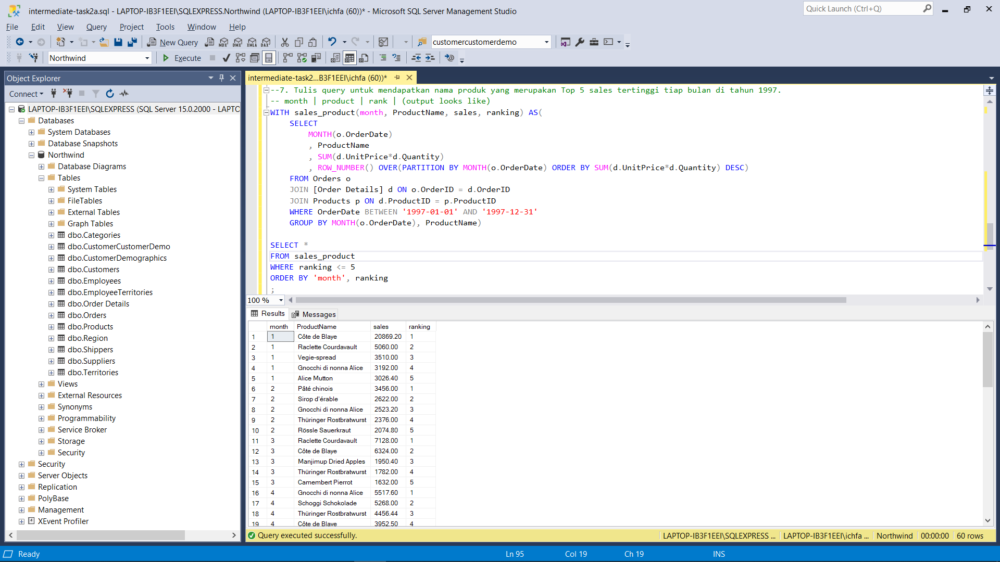 intermediate-task2a.sql - LAPTOP-IB3F1EEI\SQLEXPRESS.Northwind (LAPTOP-IB3F1EEI\ichfa (60))* - Microsoft SQL Server Management Studio
Quick Launch (Ctrl+Q)
File Edit View Query Project Tools Window Help
New Query MDX DMX XMLA DAX customercustomerdemo
Northwind Execute
Object Explorer
Connect
LAPTOP-IB3F1EEI\SQLEXPRESS (SQL Server 15.0.2000 - LAPTO
Databases
System Databases
Database Snapshots
Northwind
Database Diagrams
Tables
System Tables
FileTables
External Tables
Graph Tables
dbo.Categories
dbo.CustomerCustomerDemo
dbo.CustomerDemographics
dbo.Customers
dbo.Employees
dbo.EmployeeTerritories
dbo.Order Details
dbo.Orders
dbo.Products
dbo.Region
dbo.Shippers
dbo.Suppliers
dbo.Territories
Views
External Resources
Synonyms
Programmability
Service Broker
Storage
Security
Security
Server Objects
Replication
PolyBase
Management
XEvent Profiler
intermediate-task2...B3F1EEI\ichfa (60))*
--7. Tulis query untuk mendapatkan nama produk yang merupakan Top 5 sales tertinggi tiap bulan di tahun 1997.
-- month | product | rank | (output looks like)
WITH sales_product(month, ProductName, sales, ranking) AS(
SELECT
MONTH(o.OrderDate)
, ProductName
, SUM(d.UnitPrice*d.Quantity)
, ROW_NUMBER() OVER(PARTITION BY MONTH(o.OrderDate) ORDER BY SUM(d.UnitPrice*d.Quantity) DESC)
FROM Orders o
JOIN [Order Details] d ON o.OrderID = d.OrderID
JOIN Products p ON d.ProductID = p.ProductID
WHERE OrderDate BETWEEN '1997-01-01' AND '1997-12-31'
GROUP BY MONTH(o.OrderDate), ProductName)
SELECT *
FROM sales_product
WHERE ranking <= 5
ORDER BY 'month', ranking
;
100 %
Results Messages
month ProductName sales ranking
1 1 Côte de Blaye 20869.20 1
2 1 Raclette Courdavault 5060.00 2
3 1 Vegie-spread 3510.00 3
4 1 Gnocchi di nonna Alice 3192.00 4
5 1 Alice Mutton 3026.40 5
6 2 Pâté chinois 3456.00 1
7 2 Sirop d'érable 2622.00 2
8 2 Gnocchi di nonna Alice 2523.20 3
9 2 Thüringer Rostbratwurst 2376.00 4
10 2 Rössle Sauerkraut 2074.80 5
11 3 Raclette Courdavault 7128.00 1
12 3 Côte de Blaye 6324.00 2
13 3 Manjimup Dried Apples 1950.40 3
14 3 Thüringer Rostbratwurst 1782.00 4
15 3 Camembert Pierrot 1632.00 5
16 4 Gnocchi di nonna Alice 5517.60 1
17 4 Schoggi Schokolade 5268.00 2
18 4 Thüringer Rostbratwurst 4456.44 3
19 4 Côte de Blaye 3952.50 4
Query executed successfully. LAPTOP-IB3F1EEI\SQLEXPRESS ... LAPTOP-IB3F1EEI\ichfa ... Northwind 00:00:00 60 rows
Ready Ln 95 Col 19 Ch 19 INS